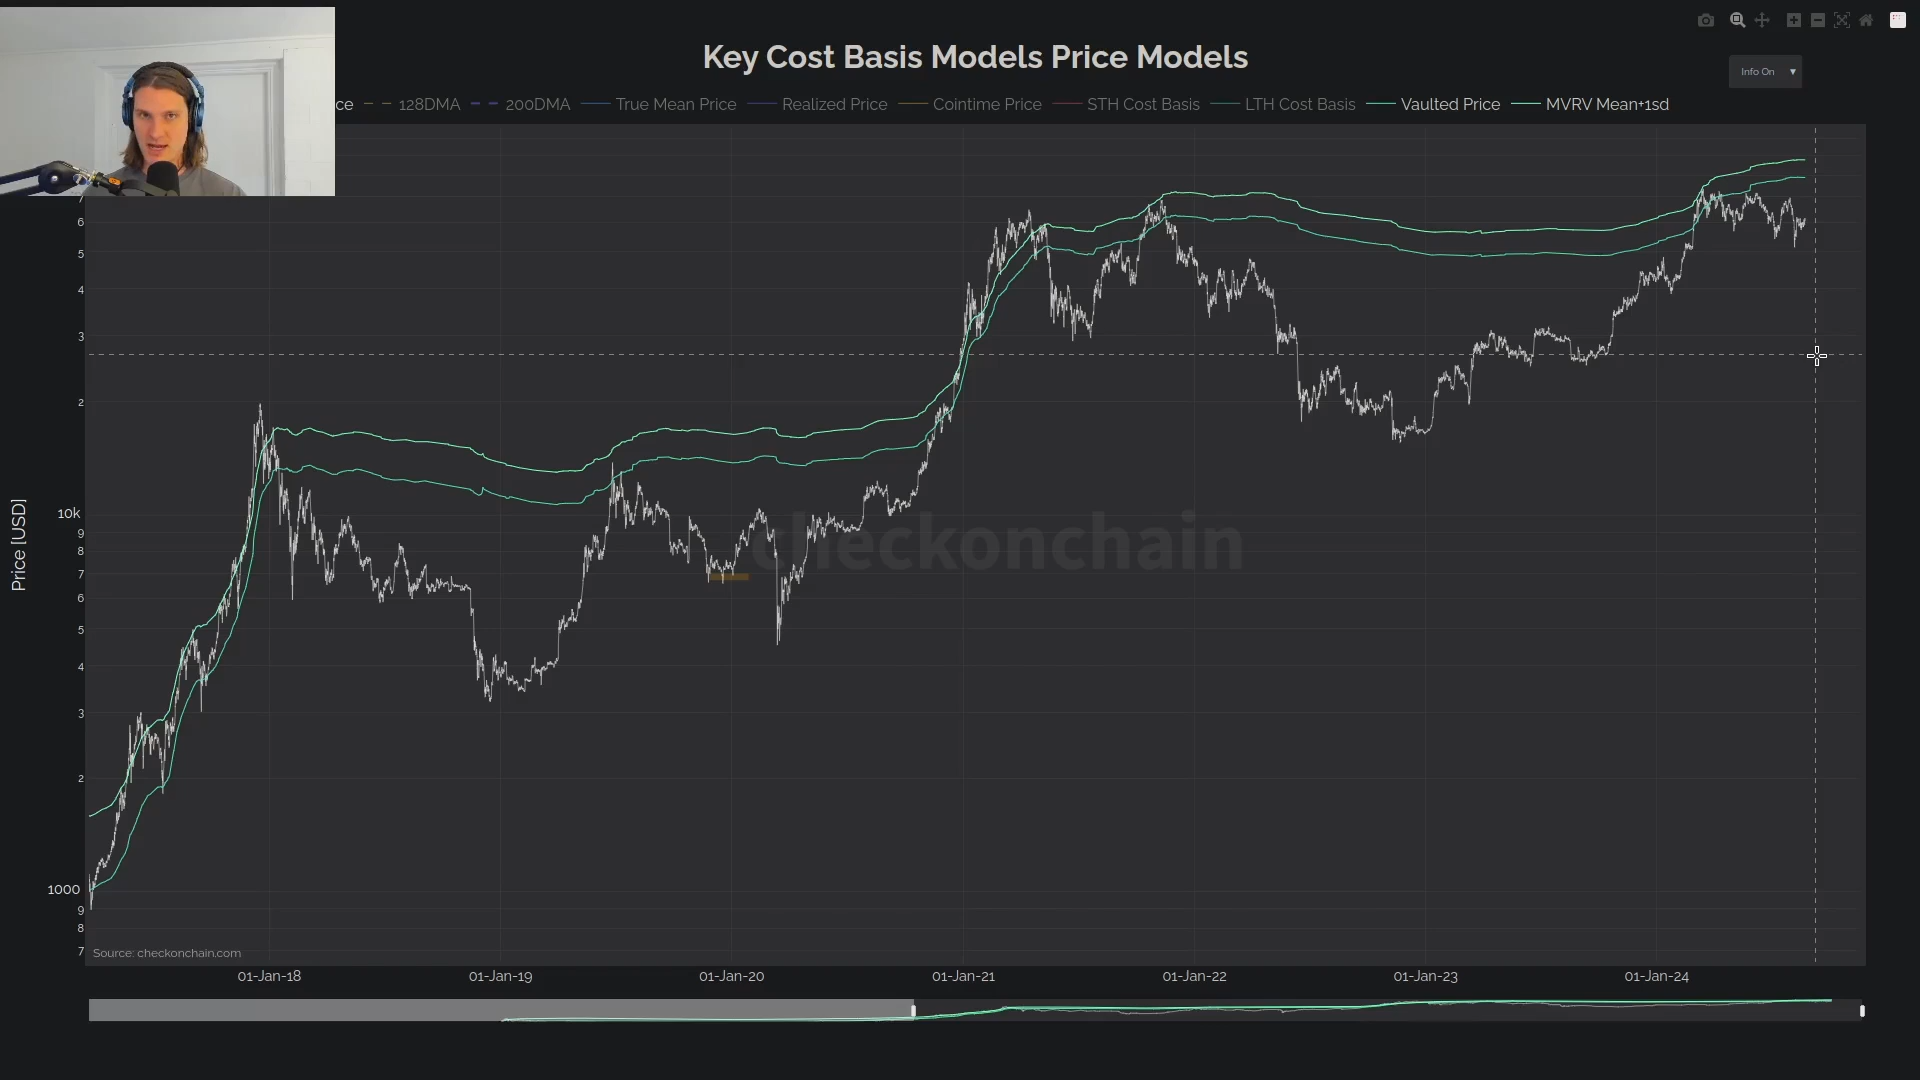 Key Cost Basis Models Price Models
Info On ▼
ce 128DMA 200DMA True Mean Price Realized Price Cointime Price STH Cost Basis LTH Cost Basis Vaulted Price MVRV Mean+1sd
7
6
5
4
3
2
10k
9
8
7
6
5
4
3
2
1000
9
8
7
Price [USD]
checkonchain
Source: checkonchain.com
01-Jan-18 01-Jan-19 01-Jan-20 01-Jan-21 01-Jan-22 01-Jan-23 01-Jan-24